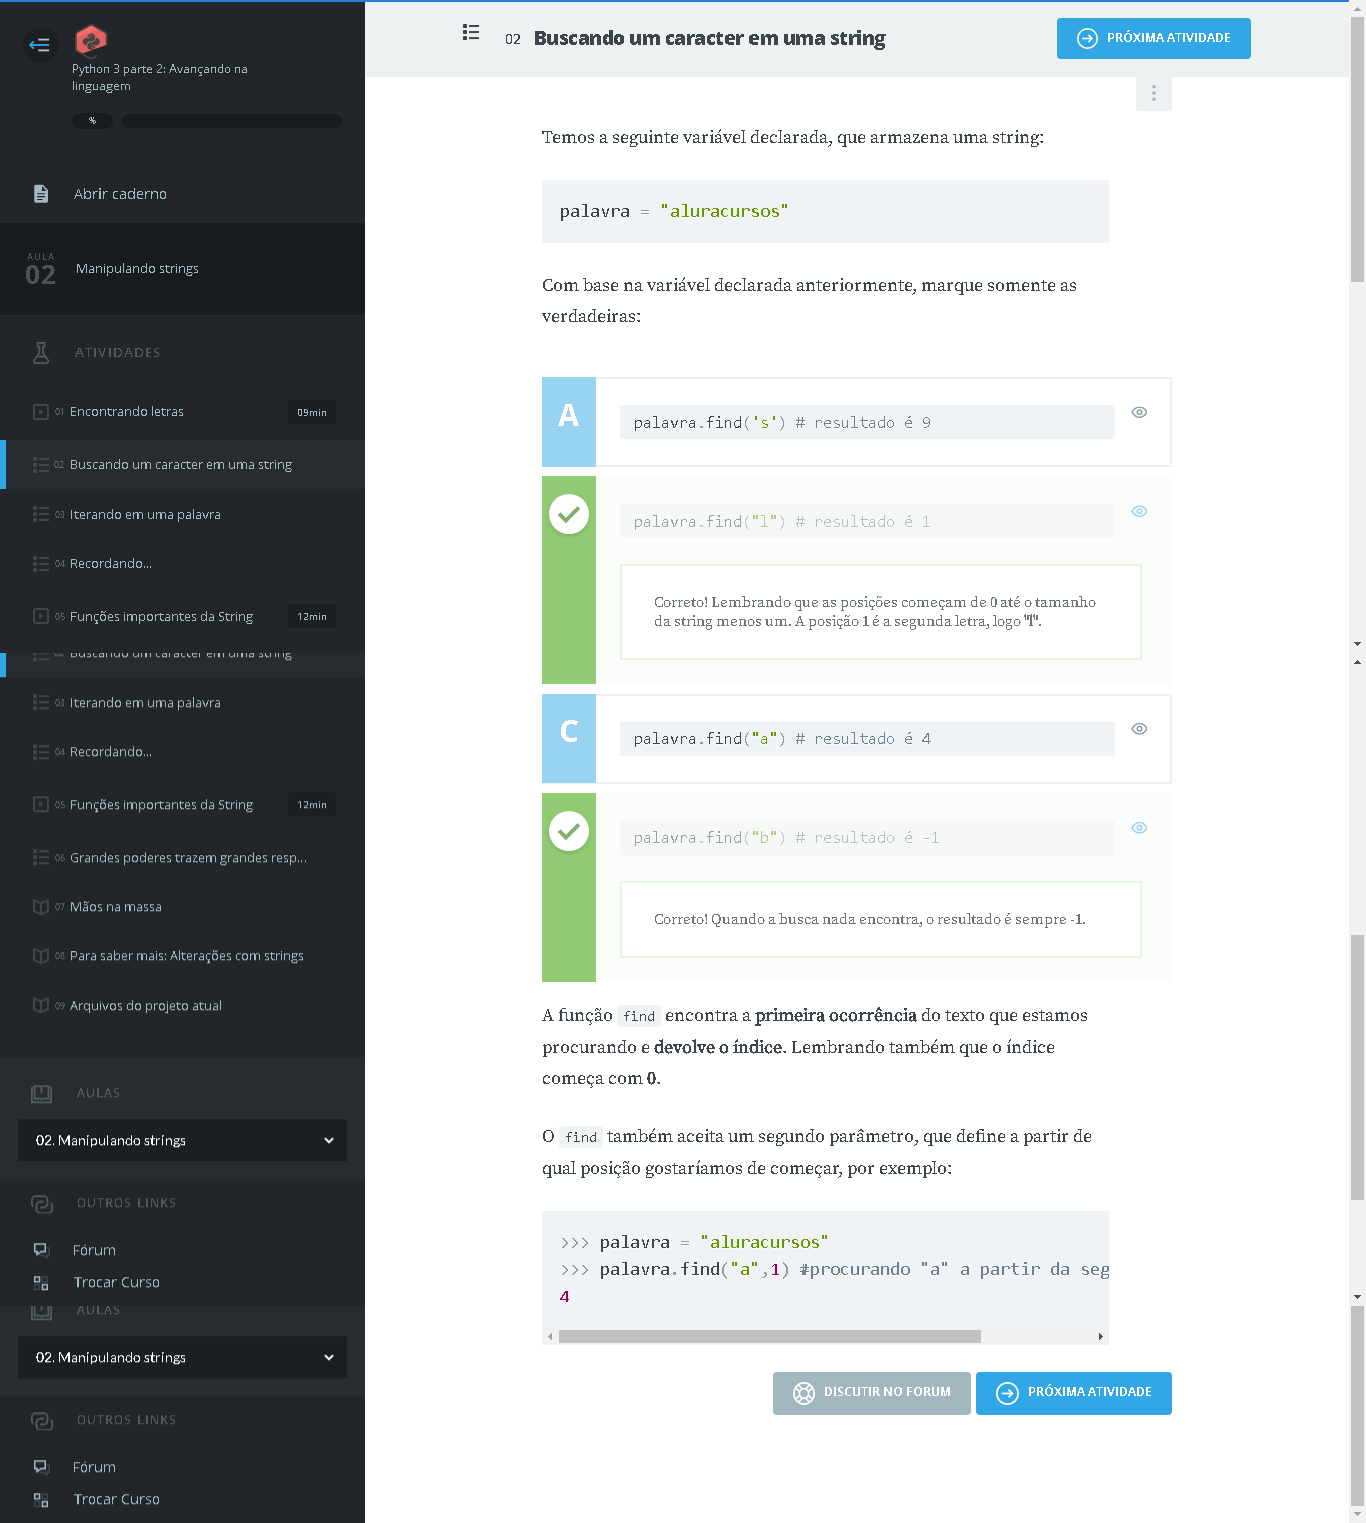 Python 3 parte 2: Avançando na
linguagem
%
Abrir caderno
AULA
02
Manipulando strings
ATIVIDADES
01 Encontrando letras 09min
02 Buscando um caracter em uma string
03 Iterando em uma palavra
04 Recordando...
05 Funções importantes da String 12min
02 Buscando um caracter em uma string
03 Iterando em uma palavra
04 Recordando...
05 Funções importantes da String 12min
06 Grandes poderes trazem grandes resp...
07 Mãos na massa
08 Para saber mais: Alterações com strings
09 Arquivos do projeto atual
AULAS
02. Manipulando strings
OUTROS LINKS
Fórum
Trocar Curso
AULAS
02. Manipulando strings
OUTROS LINKS
Fórum
Trocar Curso
02 Buscando um caracter em uma string
PRÓXIMA ATIVIDADE
Temos a seguinte variável declarada, que armazena uma string:
palavra = "aluracursos"
Com base na variável declarada anteriormente, marque somente as
verdadeiras:
A
palavra.find('s') # resultado é 9
palavra.find("l") # resultado é 1
Correto! Lembrando que as posições começam de 0 até o tamanho
da string menos um. A posição 1 é a segunda letra, logo "l".
C
palavra.find("a") # resultado é 4
palavra.find("b") # resultado é -1
Correto! Quando a busca nada encontra, o resultado é sempre -1.
A função find encontra a primeira ocorrência do texto que estamos
procurando e devolve o índice. Lembrando também que o índice
começa com 0.
O find também aceita um segundo parâmetro, que define a partir de
qual posição gostaríamos de começar, por exemplo:
>>> palavra = "aluracursos"
>>> palavra.find("a",1) #procurando "a" a partir da seg
4
DISCUTIR NO FORUM
PRÓXIMA ATIVIDADE